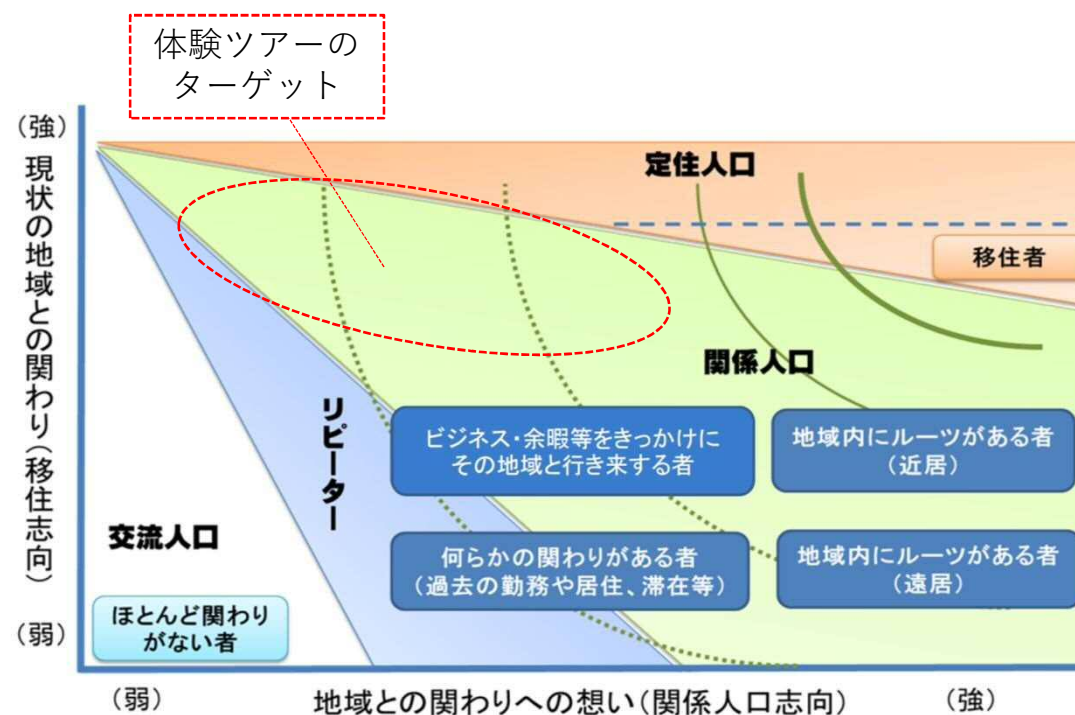 体験ツアーの
ターゲット
（強）
現状の地域との関わり（移住志向）
（弱）
定住人口
移住者
関係人口
リピーター
ビジネス・余暇等をきっかけに
その地域と行き来する者
地域内にルーツがある者
（近居）
交流人口
何らかの関わりがある者
（過去の勤務や居住、滞在等）
地域内にルーツがある者
（遠居）
ほとんど関わり
がない者
（弱）
地域との関わりへの想い（関係人口志向）
（強）